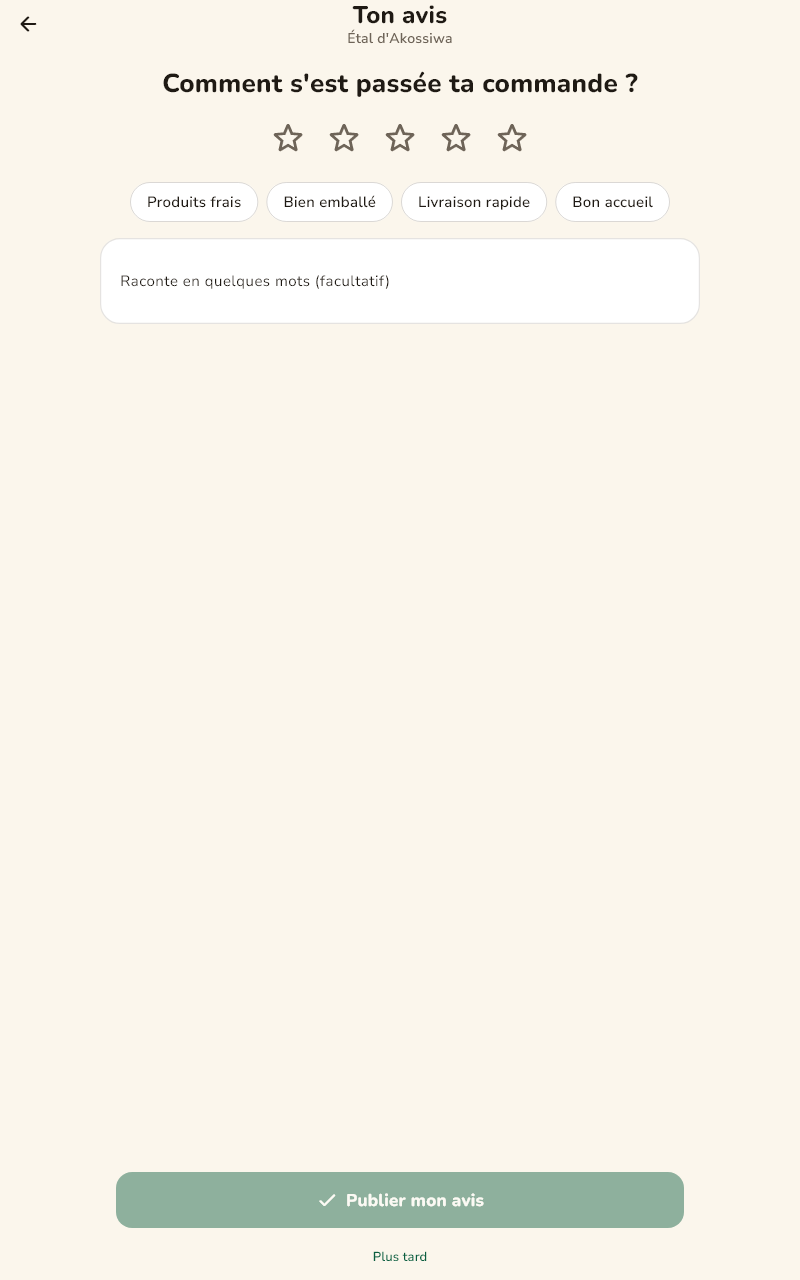 Ton avis
Étal d'Akossiwa
Comment s'est passée ta commande ?
Produits frais
Bien emballé
Livraison rapide
Bon accueil
Raconte en quelques mots (facultatif)
Publier mon avis
Plus tard